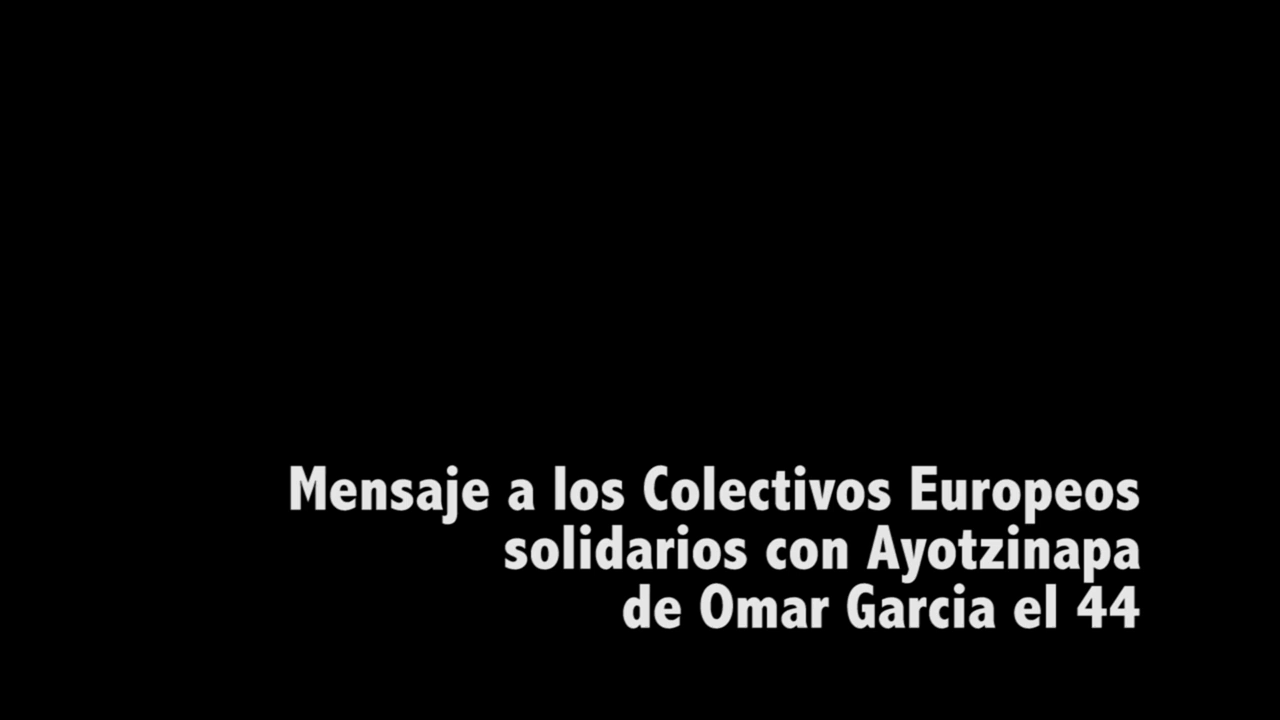 Mensaje a los Colectivos Europeos
solidarios con Ayotzinapa
de Omar Garcia el 44